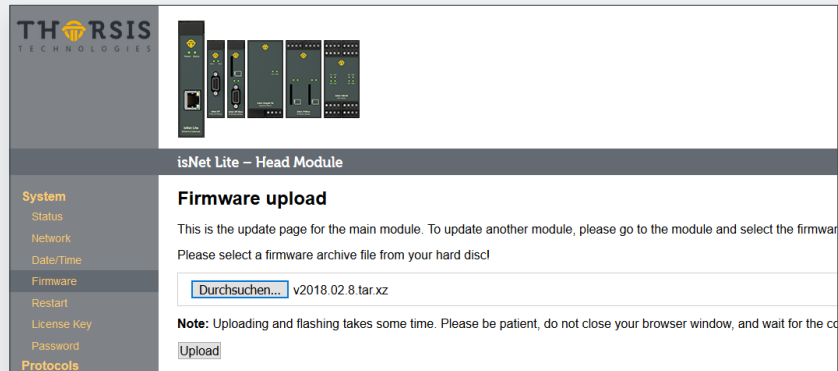 THORSIS
TECHNOLOGIES
isNet Lite – Head Module
System
Status
Network
Date/Time
Firmware
Restart
License Key
Password
Protocols
Firmware upload
This is the update page for the main module. To update another module, please go to the module and select the firmwar
Please select a firmware archive file from your hard disc!
Durchsuchen... v2018.02.8.tar.xz
Note: Uploading and flashing takes some time. Please be patient, do not close your browser window, and wait for the co
Upload